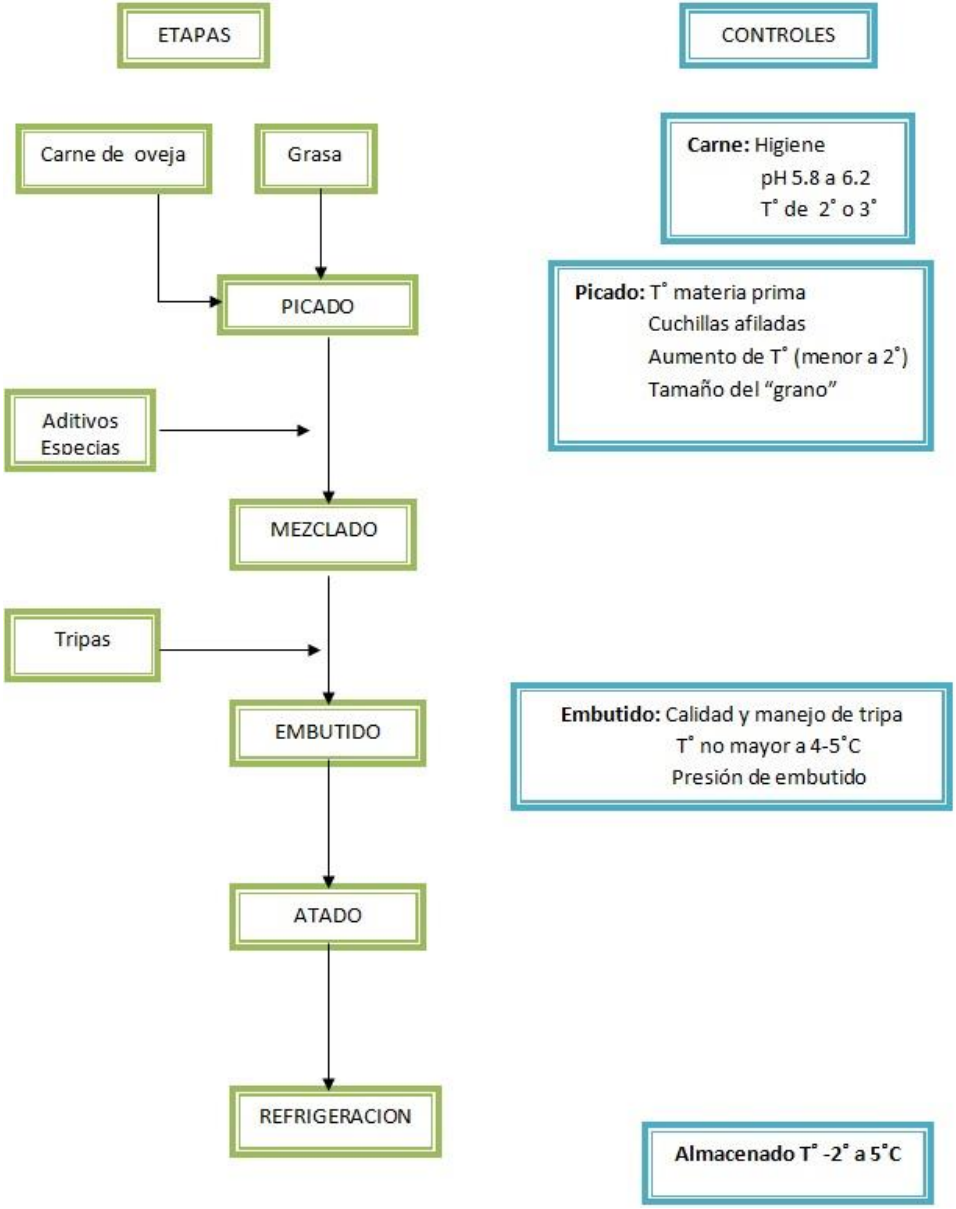 ETAPAS
CONTROLES
Carne de oveja
Grasa
Carne: Higiene
pH 5.8 a 6.2
T° de 2° o 3°
PICADO
Picado: T° materia prima
Cuchillas afiladas
Aumento de T° (menor a 2°)
Tamaño del “grano”
Aditivos
Especias
MEZCLADO
Tripas
EMBUTIDO
Embutido: Calidad y manejo de tripa
T° no mayor a 4-5°C
Presión de embutido
ATADO
REFRIGERACION
Almacenado T° -2° a 5°C